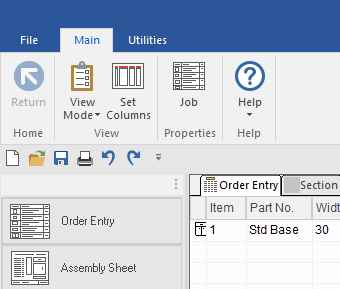 File Main Utilities
Return View Mode Set Columns Job Help
Home View Properties Help
Order Entry Section
Item Part No. Widt
1 Std Base 30
Order Entry
Assembly Sheet